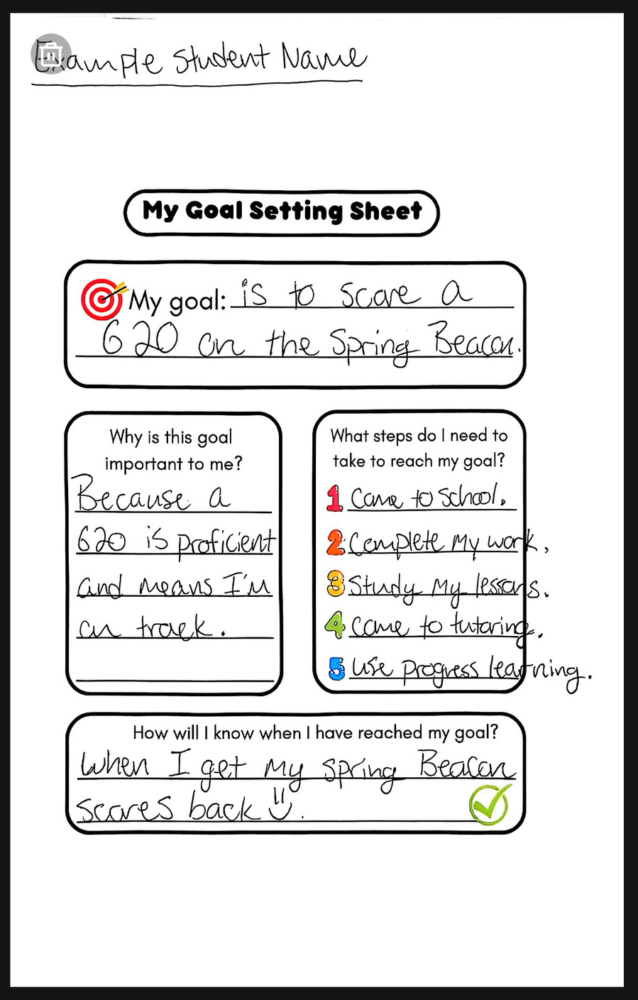 Example Student Name
My Goal Setting Sheet
My goal: is to score a
620 on the Spring Beacon.
Why is this goal
important to me?
Because a
620 is proficient
and means I'm
on track.
What steps do I need to
take to reach my goal?
1 Come to school.
2 Complete my work.
3 Study my lessons.
4 Come to tutoring.
5 Use progress learning.
How will I know when I have reached my goal?
When I get my spring Beacon
scores back.